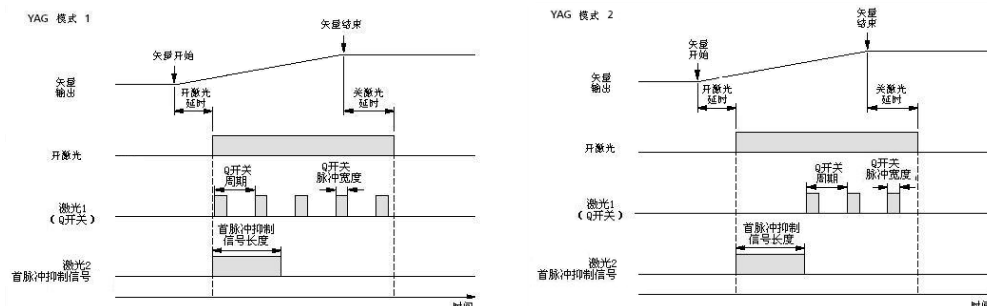 YAG 模式 1
矢量结束
矢量开始
矢量
输出
开激光
延时
关激光
延时
开激光
Q开关
周期
Q开关
脉冲宽度
激光1
(Q开关)
首脉冲抑制
信号长度
激光2
首脉冲抑制信号
时间
YAG 模式 2
矢量
结束
矢量
开始
矢量
输出
开激光
延时
关激光
延时
开激光
Q开关
周期
Q开关
脉冲宽度
激光1
(Q开关)
首脉冲抑制
信号长度
激光2
首脉冲抑制信号
时间